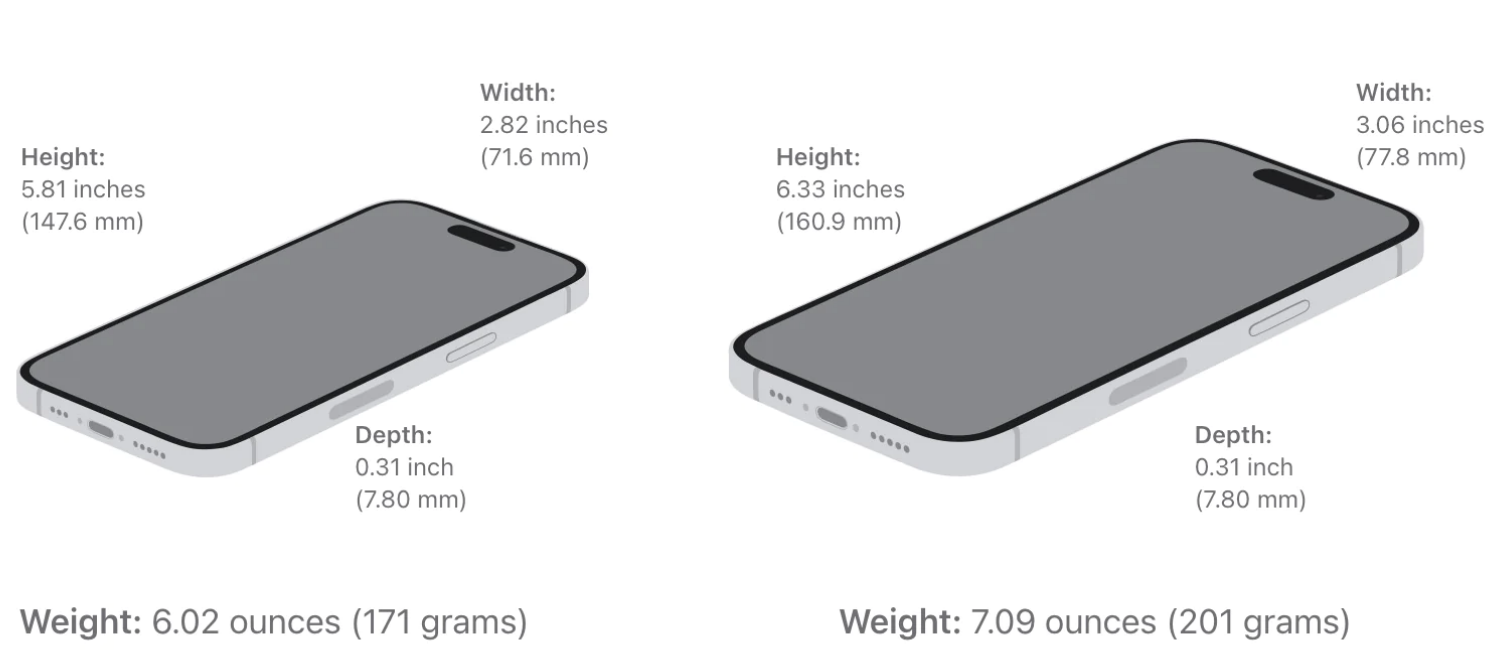 Height:
5.81 inches
(147.6 mm)
Width:
2.82 inches
(71.6 mm)
Depth:
0.31 inch
(7.80 mm)
Weight: 6.02 ounces (171 grams)
Height:
6.33 inches
(160.9 mm)
Width:
3.06 inches
(77.8 mm)
Depth:
0.31 inch
(7.80 mm)
Weight: 7.09 ounces (201 grams)